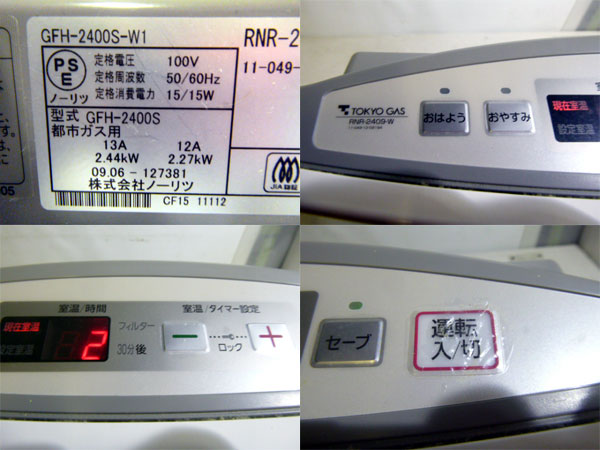 GFH-2400S-W1
RNR-2
PS
E
ノーリツ
定格電圧 100V
定格周波数 50/60Hz
定格消費電力 15/15W
11-049-
型式 GFH-2400S
都市ガス用
13A 12A
2.44kW 2.27kW
09.06 - 127381
株式会社ノーリツ
JIA
CF15 11112
05
TOKYO GAS
RNR-2409-W
おはよう
おやすみ
現在室温
設定室温
室温/時間
室温/タイマー設定
現在室温
設定室温
2
フィルター
30分後
−
ロック
+
セーブ
運転
入/切